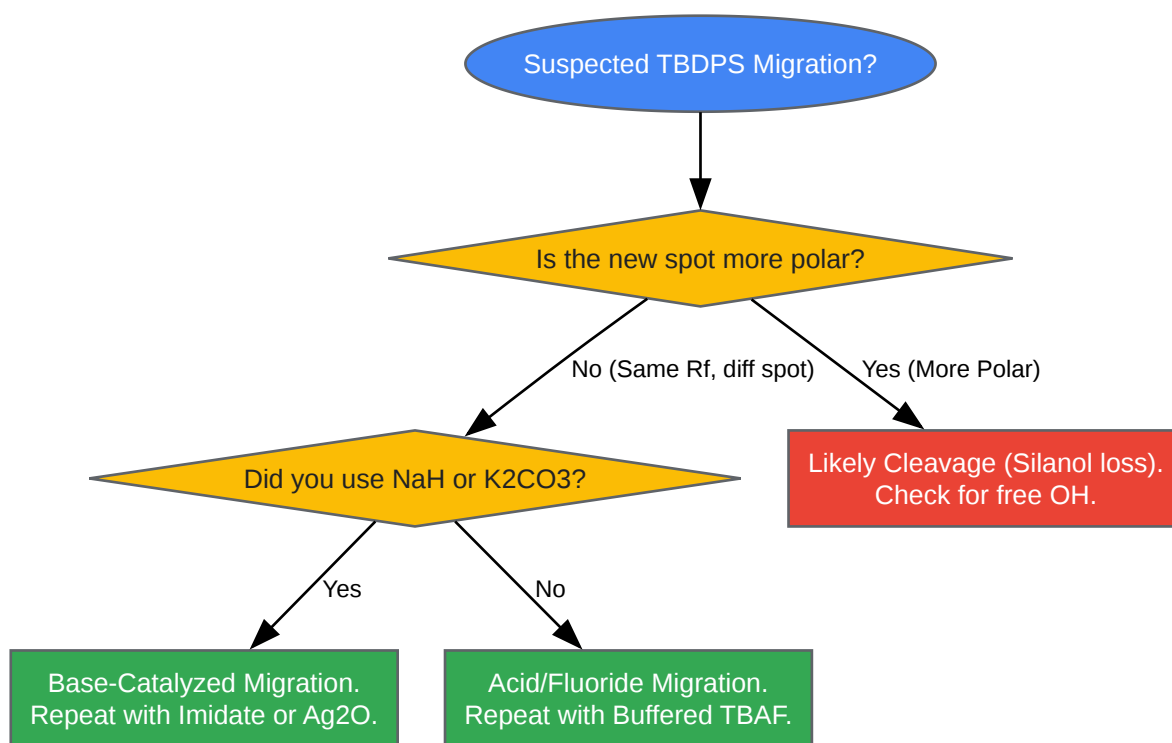 Suspected TBDPS Migration?
Is the new spot more polar?
No (Same Rf, diff spot)
Yes (More Polar)
Did you use NaH or K2CO3?
Likely Cleavage (Silanol loss).
Check for free OH.
Yes
No
Base-Catalyzed Migration.
Repeat with Imidate or Ag2O.
Acid/Fluoride Migration.
Repeat with Buffered TBAF.